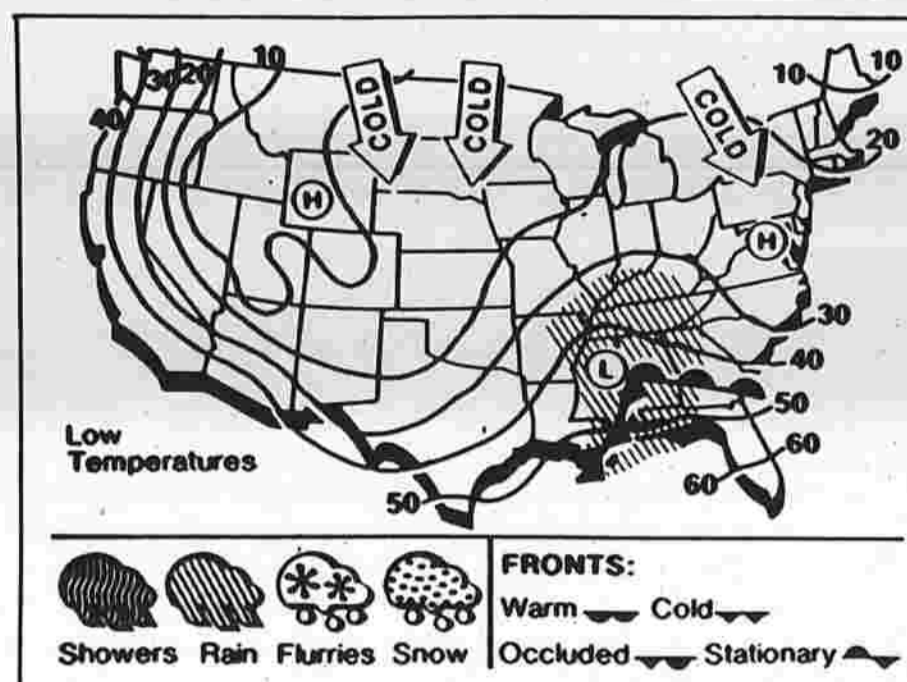 10
30 20
40
COLD
COLD
COLD
10
10
20
H
H
L
30
40
50
60
60
50
Low
Temperatures
Showers Rain Flurries Snow
FRONTS:
Warm Cold
Occluded Stationary